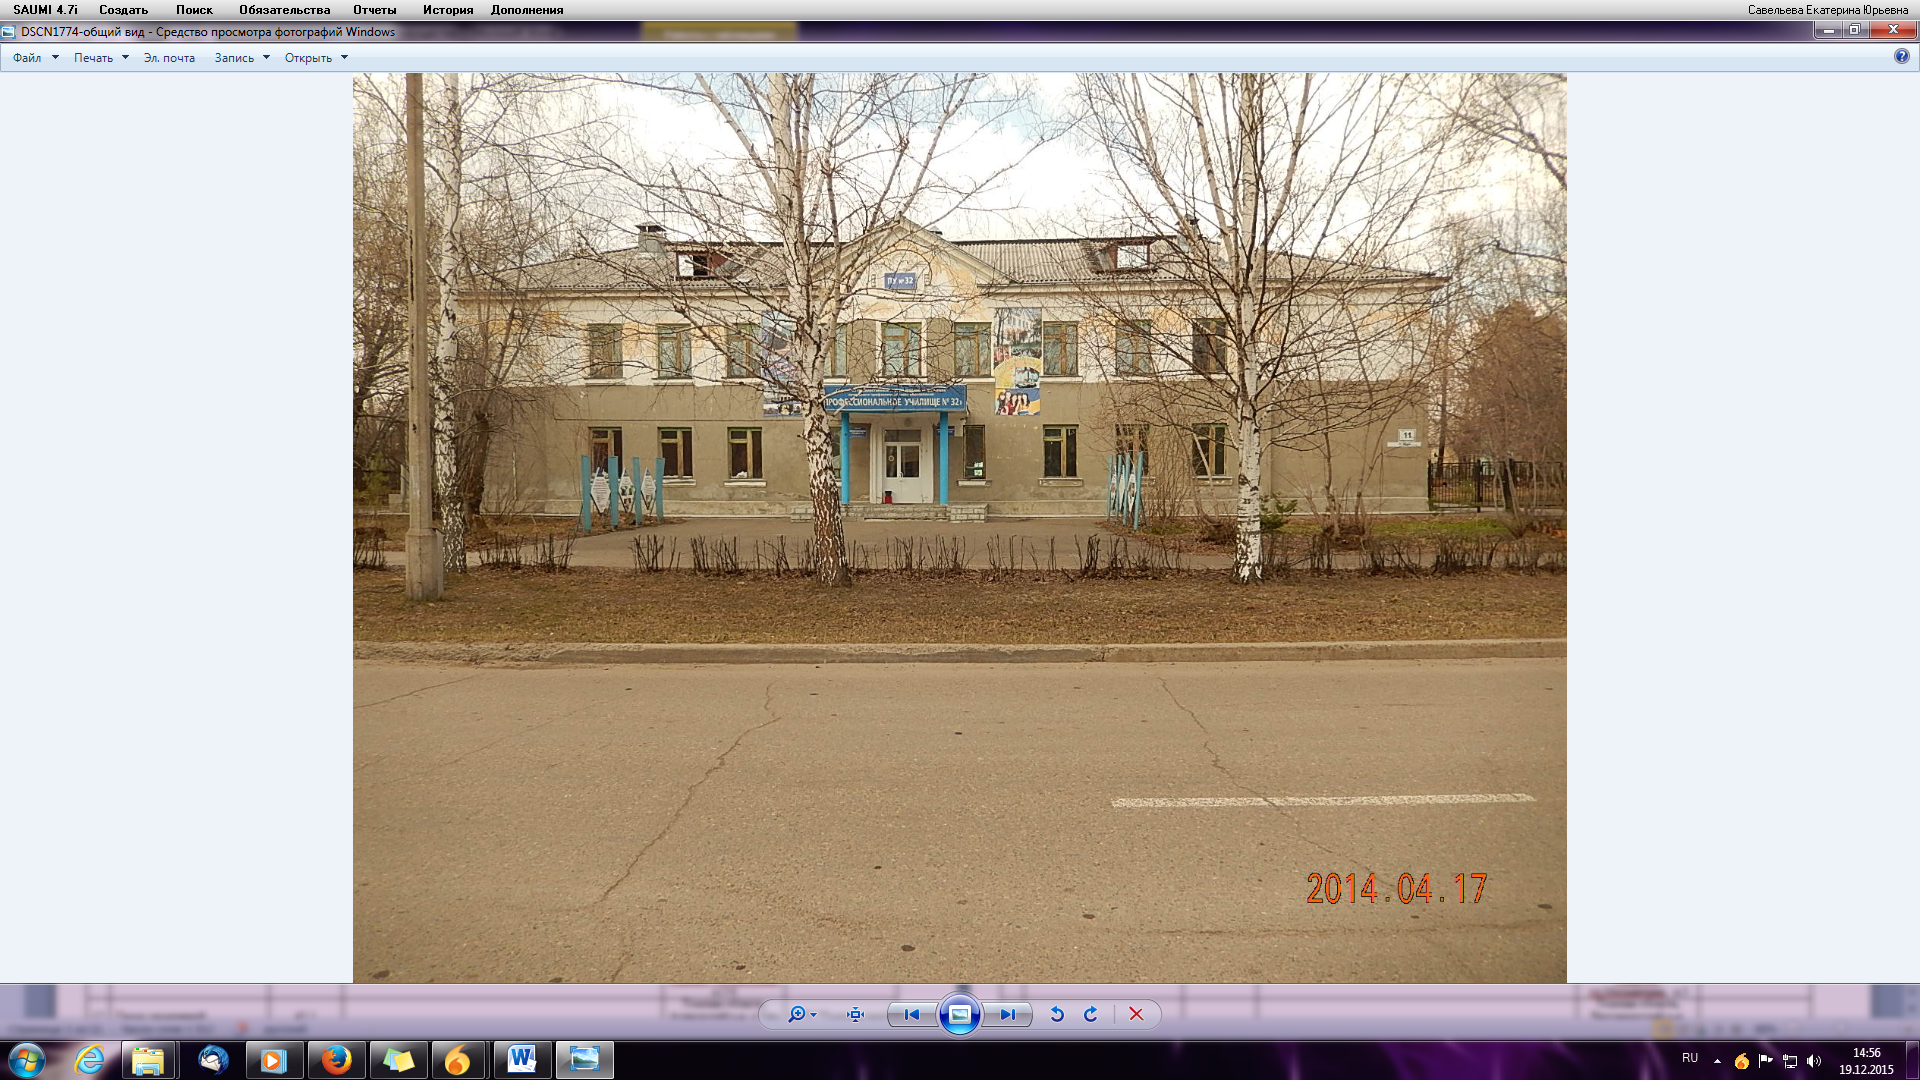 SAUMI 4.7i Создать Поиск Обязательства Отчеты История Дополнения Савельева Екатерина Юрьевна
DSCN1774-общий вид - Средство просмотра фотографий Windows
Файл Печать Эл. почта Запись Открыть
ПУ №32
ПРОФЕССИОНАЛЬНОЕ УЧИЛИЩЕ № 32
11
2014.04.17
RU
14:56
19.12.2015